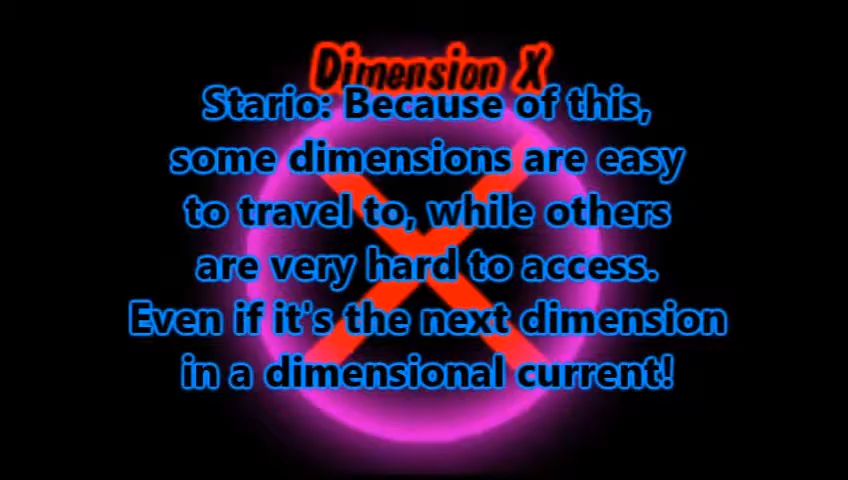 Dimension X
Stario: Because of this,
some dimensions are easy
to travel to, while others
are very hard to access.
Even if it's the next dimension
in a dimensional current!